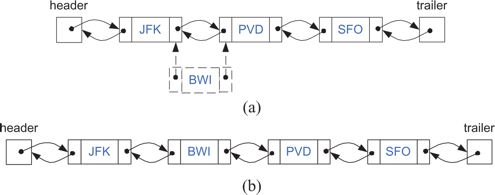 header trailer
JFK PVD SFO
BWI
(a)
header trailer
JFK BWI PVD SFO
(b)